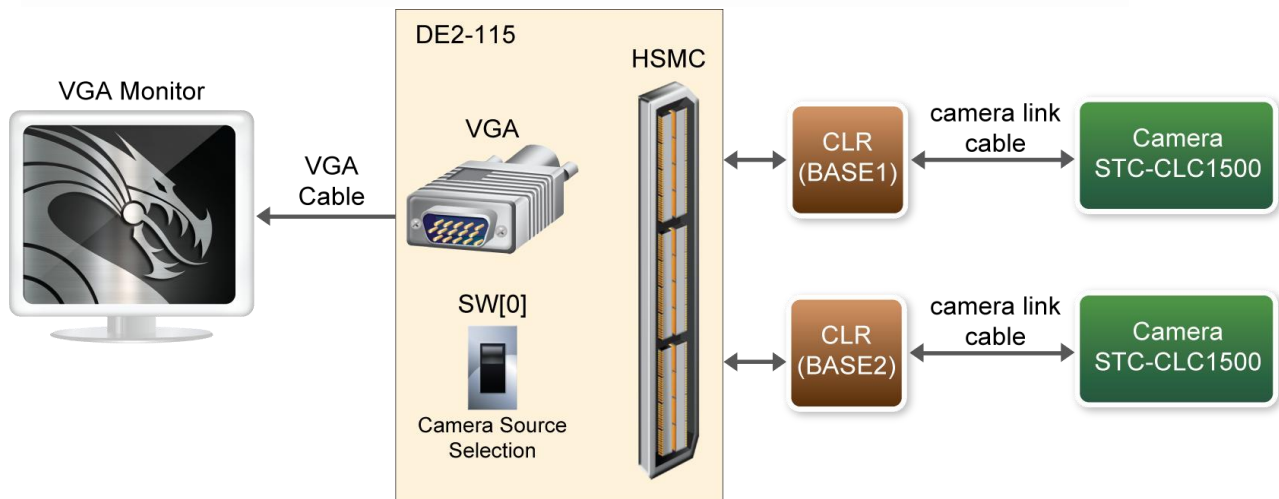 VGA Monitor
VGA
Cable
DE2-115
VGA
SW[0]
Camera Source
Selection
HSMC
CLR
(BASE1)
camera link
cable
Camera
STC-CLC1500
CLR
(BASE2)
camera link
cable
Camera
STC-CLC1500